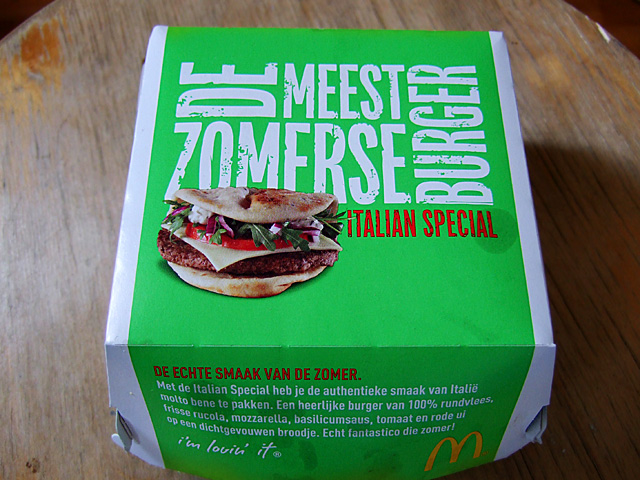 DE MEEST
ZOMERSE
BURGER
ITALIAN SPECIAL
DE ECHTE SMAAK VAN DE ZOMER.
Met de Italian Special heb je de authentieke smaak van Italië
molto bene te pakken. Een heerlijke burger van 100% rundvlees,
frisse rucola, mozzarella, basilicumsaus, tomaat en rode ui
op een dichtgevouwen broodje. Echt fantastico die zomer!
i'm lovin' it®